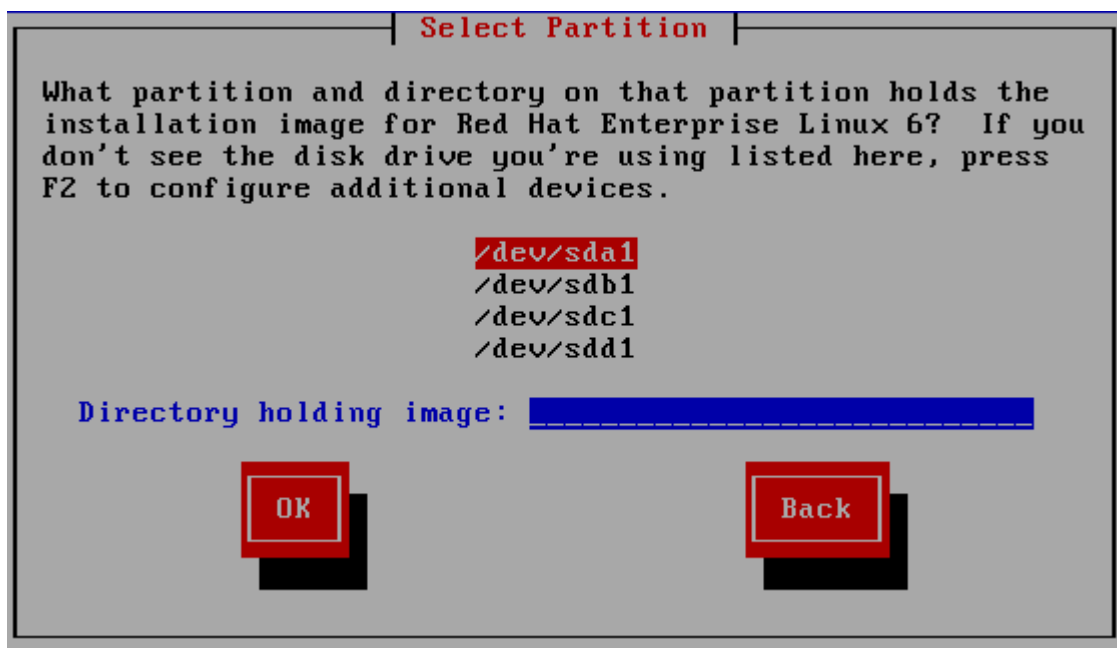 Select Partition
What partition and directory on that partition holds the
installation image for Red Hat Enterprise Linux 6?  If you
don't see the disk drive you're using listed here, press
F2 to configure additional devices.
/dev/sda1
/dev/sdb1
/dev/sdc1
/dev/sdd1
Directory holding image: ____________________________
OK
Back